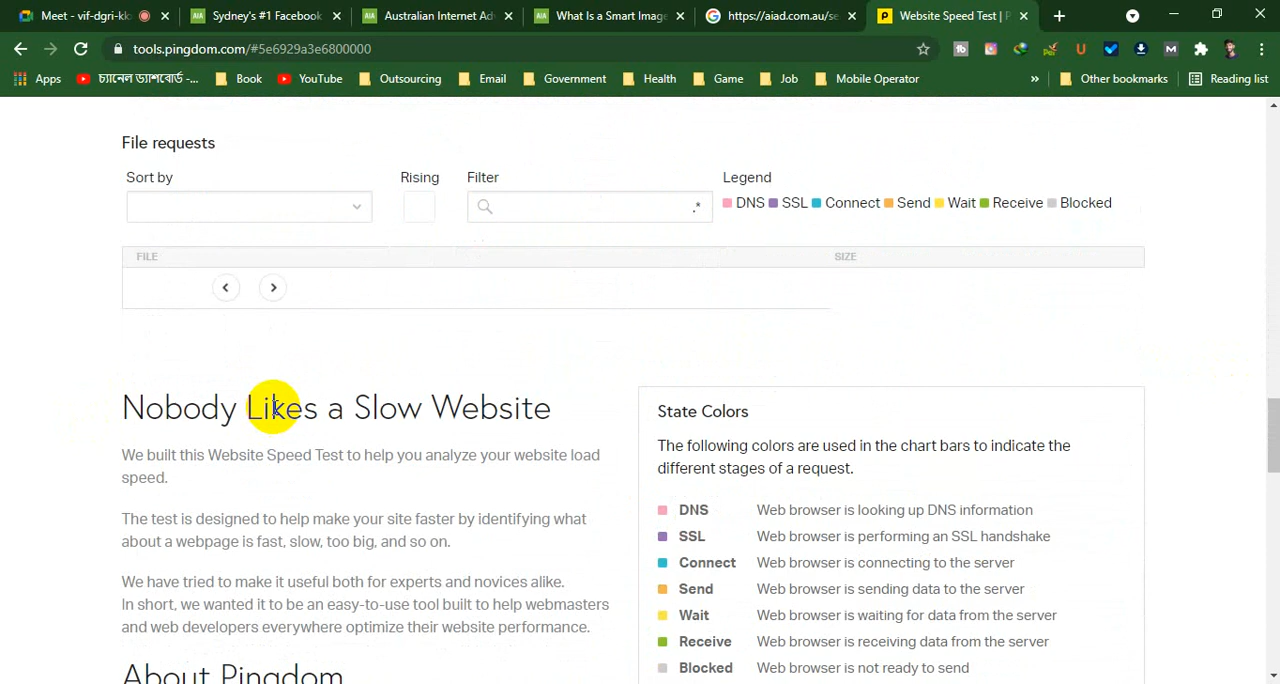 Meet - vif-dgri-kk
Sydney's #1 Facebook
Australian Internet Ad
What Is a Smart Image
https://aiad.com.au/se
Website Speed Test | P
tools.pingdom.com/#5e6929a3e6800000
Apps
চ্যানেল ড্যাশবোর্ড -...
Book
YouTube
Outsourcing
Email
Government
Health
Game
Job
Mobile Operator
»
Other bookmarks
Reading list
File requests
Sort by
Rising
Filter
Legend
.*
DNS
SSL
Connect
Send
Wait
Receive
Blocked
FILE
SIZE
Nobody Likes a Slow Website
We built this Website Speed Test to help you analyze your website load
speed.
The test is designed to help make your site faster by identifying what
about a webpage is fast, slow, too big, and so on.
We have tried to make it useful both for experts and novices alike.
In short, we wanted it to be an easy-to-use tool built to help webmasters
and web developers everywhere optimize their website performance.
About Pingdom
State Colors
The following colors are used in the chart bars to indicate the
different stages of a request.
DNS Web browser is looking up DNS information
SSL Web browser is performing an SSL handshake
Connect Web browser is connecting to the server
Send Web browser is sending data to the server
Wait Web browser is waiting for data from the server
Receive Web browser is receiving data from the server
Blocked Web browser is not ready to send